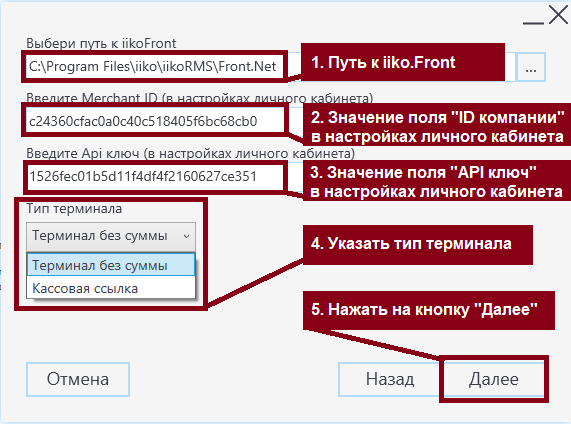 Выбери путь к iikoFront
C:\Program Files\iiko\iikoRMS\Front.Net
...
1. Путь к iiko.Front
Введите Merchant ID (в настройках личного кабинета)
c24360cfac0a0c40c518405f6bc68cb0
2. Значение поля "ID компании"
в настройках личного кабинета
Введите Api ключ (в настройках личного кабинета)
1526fec01b5d11f4df4f2160627ce351
3. Значение поля "API ключ"
в настройках личного кабинета
Тип терминала
Терминал без суммы
Терминал без суммы
Кассовая ссылка
4. Указать тип терминала
5. Нажать на кнопку "Далее"
Отмена
Назад
Далее